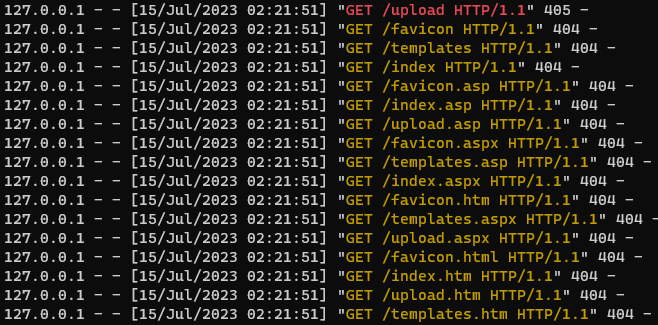 127.0.0.1 - - [15/Jul/2023 02:21:51] "GET /upload HTTP/1.1" 405 -
127.0.0.1 - - [15/Jul/2023 02:21:51] "GET /favicon HTTP/1.1" 404 -
127.0.0.1 - - [15/Jul/2023 02:21:51] "GET /templates HTTP/1.1" 404 -
127.0.0.1 - - [15/Jul/2023 02:21:51] "GET /index HTTP/1.1" 404 -
127.0.0.1 - - [15/Jul/2023 02:21:51] "GET /favicon.asp HTTP/1.1" 404 -
127.0.0.1 - - [15/Jul/2023 02:21:51] "GET /index.asp HTTP/1.1" 404 -
127.0.0.1 - - [15/Jul/2023 02:21:51] "GET /upload.asp HTTP/1.1" 404 -
127.0.0.1 - - [15/Jul/2023 02:21:51] "GET /favicon.aspx HTTP/1.1" 404 -
127.0.0.1 - - [15/Jul/2023 02:21:51] "GET /templates.asp HTTP/1.1" 404 -
127.0.0.1 - - [15/Jul/2023 02:21:51] "GET /index.aspx HTTP/1.1" 404 -
127.0.0.1 - - [15/Jul/2023 02:21:51] "GET /favicon.htm HTTP/1.1" 404 -
127.0.0.1 - - [15/Jul/2023 02:21:51] "GET /templates.aspx HTTP/1.1" 404 -
127.0.0.1 - - [15/Jul/2023 02:21:51] "GET /upload.aspx HTTP/1.1" 404 -
127.0.0.1 - - [15/Jul/2023 02:21:51] "GET /favicon.html HTTP/1.1" 404 -
127.0.0.1 - - [15/Jul/2023 02:21:51] "GET /index.htm HTTP/1.1" 404 -
127.0.0.1 - - [15/Jul/2023 02:21:51] "GET /upload.htm HTTP/1.1" 404 -
127.0.0.1 - - [15/Jul/2023 02:21:51] "GET /templates.htm HTTP/1.1" 404 -